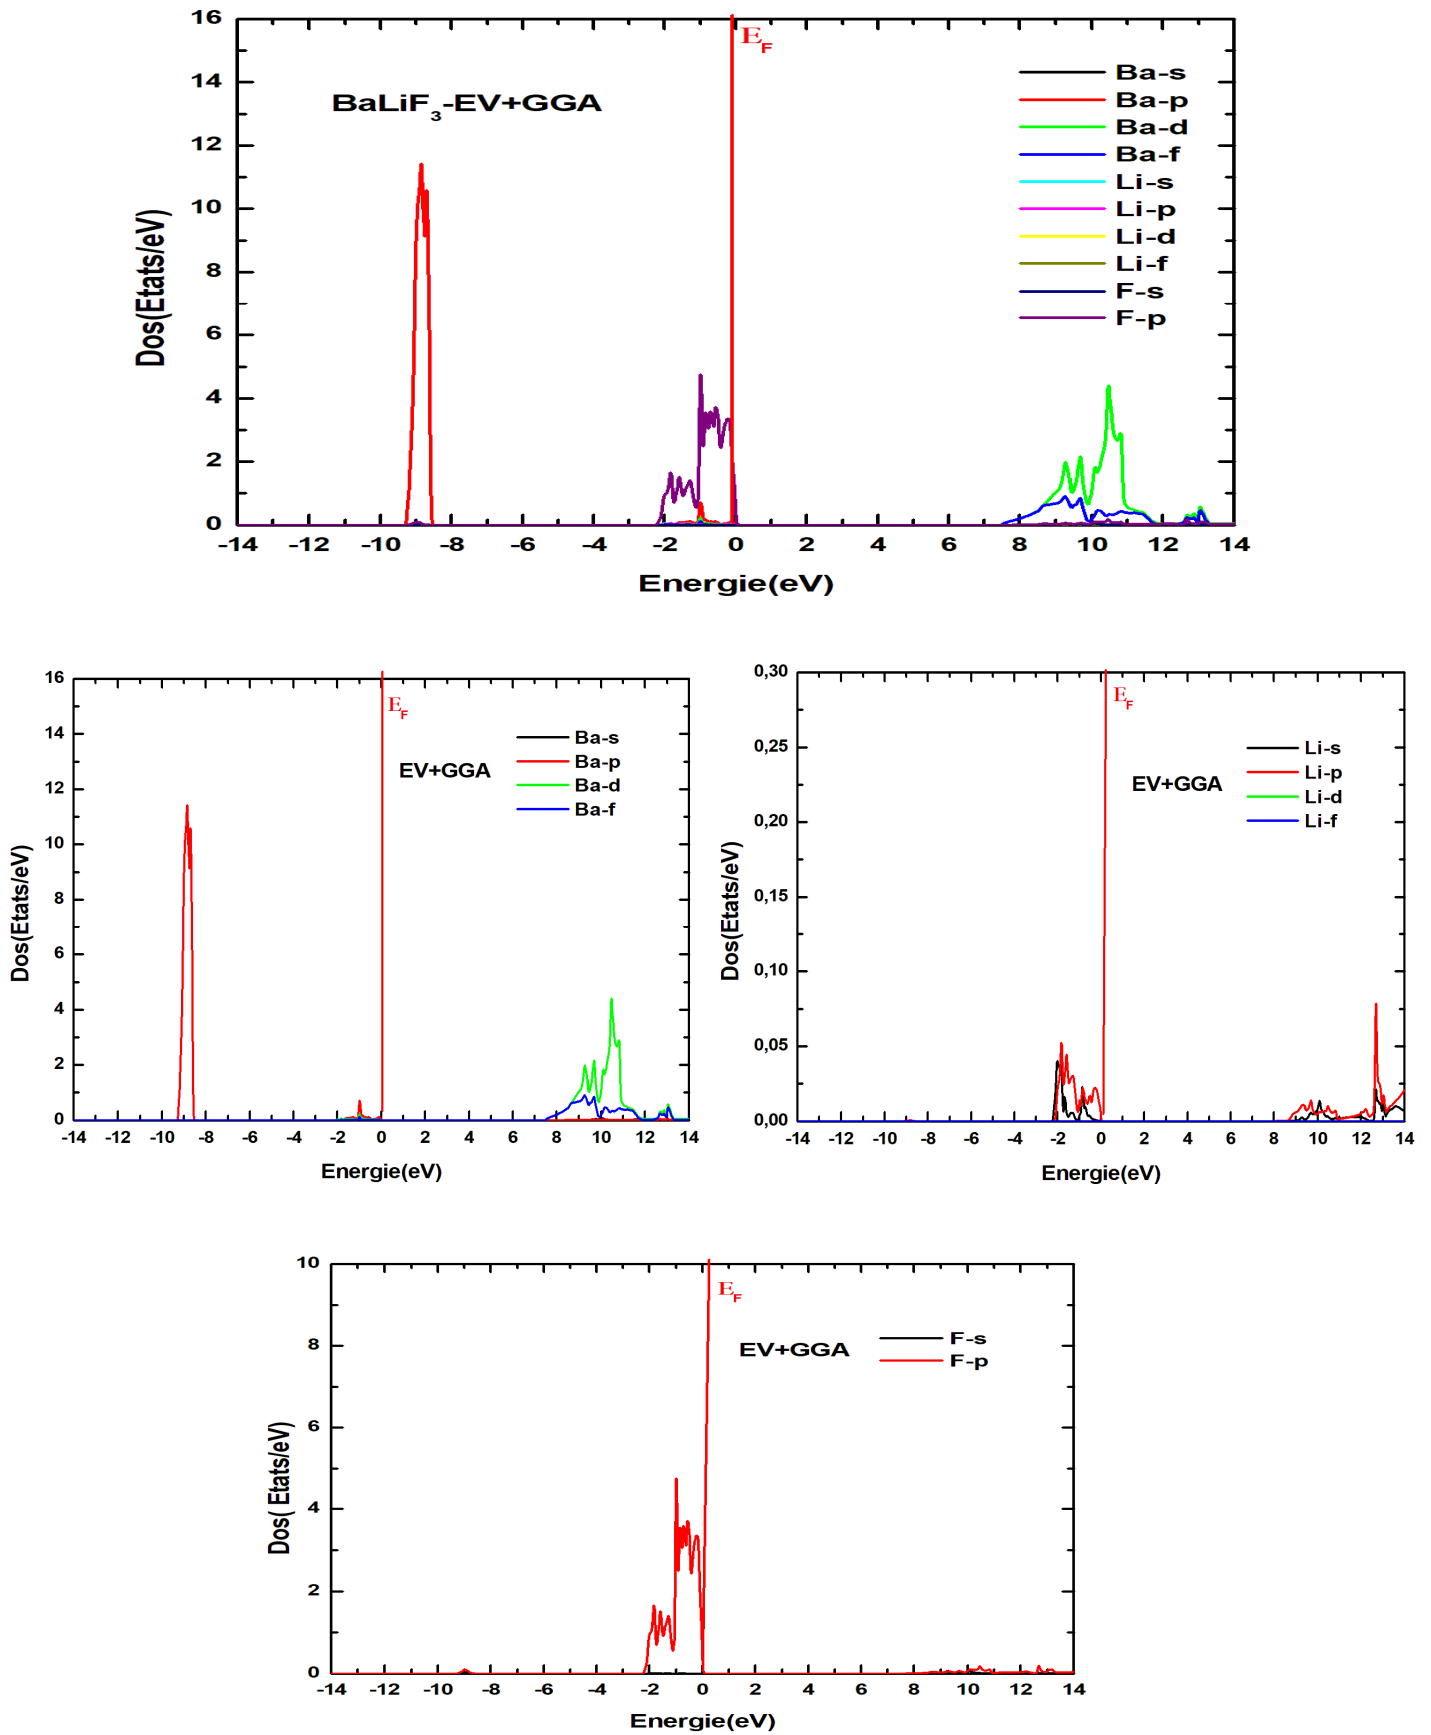 16
14
12
10
8
6
4
2
0
Dos(Etats/eV)
BaLiF3-EV+GGA
EF
Ba-s
Ba-p
Ba-d
Ba-f
Li-s
Li-p
Li-d
Li-f
F-s
F-p
-14 -12 -10 -8 -6 -4 -2 0 2 4 6 8 10 12 14
Energie(eV)
16
14
12
10
8
6
4
2
0
Dos(Etats/eV)
EF
EV+GGA
Ba-s
Ba-p
Ba-d
Ba-f
-14 -12 -10 -8 -6 -4 -2 0 2 4 6 8 10 12 14
Energie(eV)
0,30
0,25
0,20
0,15
0,10
0,05
0,00
Dos(Etats/eV)
EF
EV+GGA
Li-s
Li-p
Li-d
Li-f
-14 -12 -10 -8 -6 -4 -2 0 2 4 6 8 10 12 14
Energie(eV)
10
8
6
4
2
0
Dos( Etats/eV)
EF
EV+GGA
F-s
F-p
-14 -12 -10 -8 -6 -4 -2 0 2 4 6 8 10 12 14
Energie(eV)